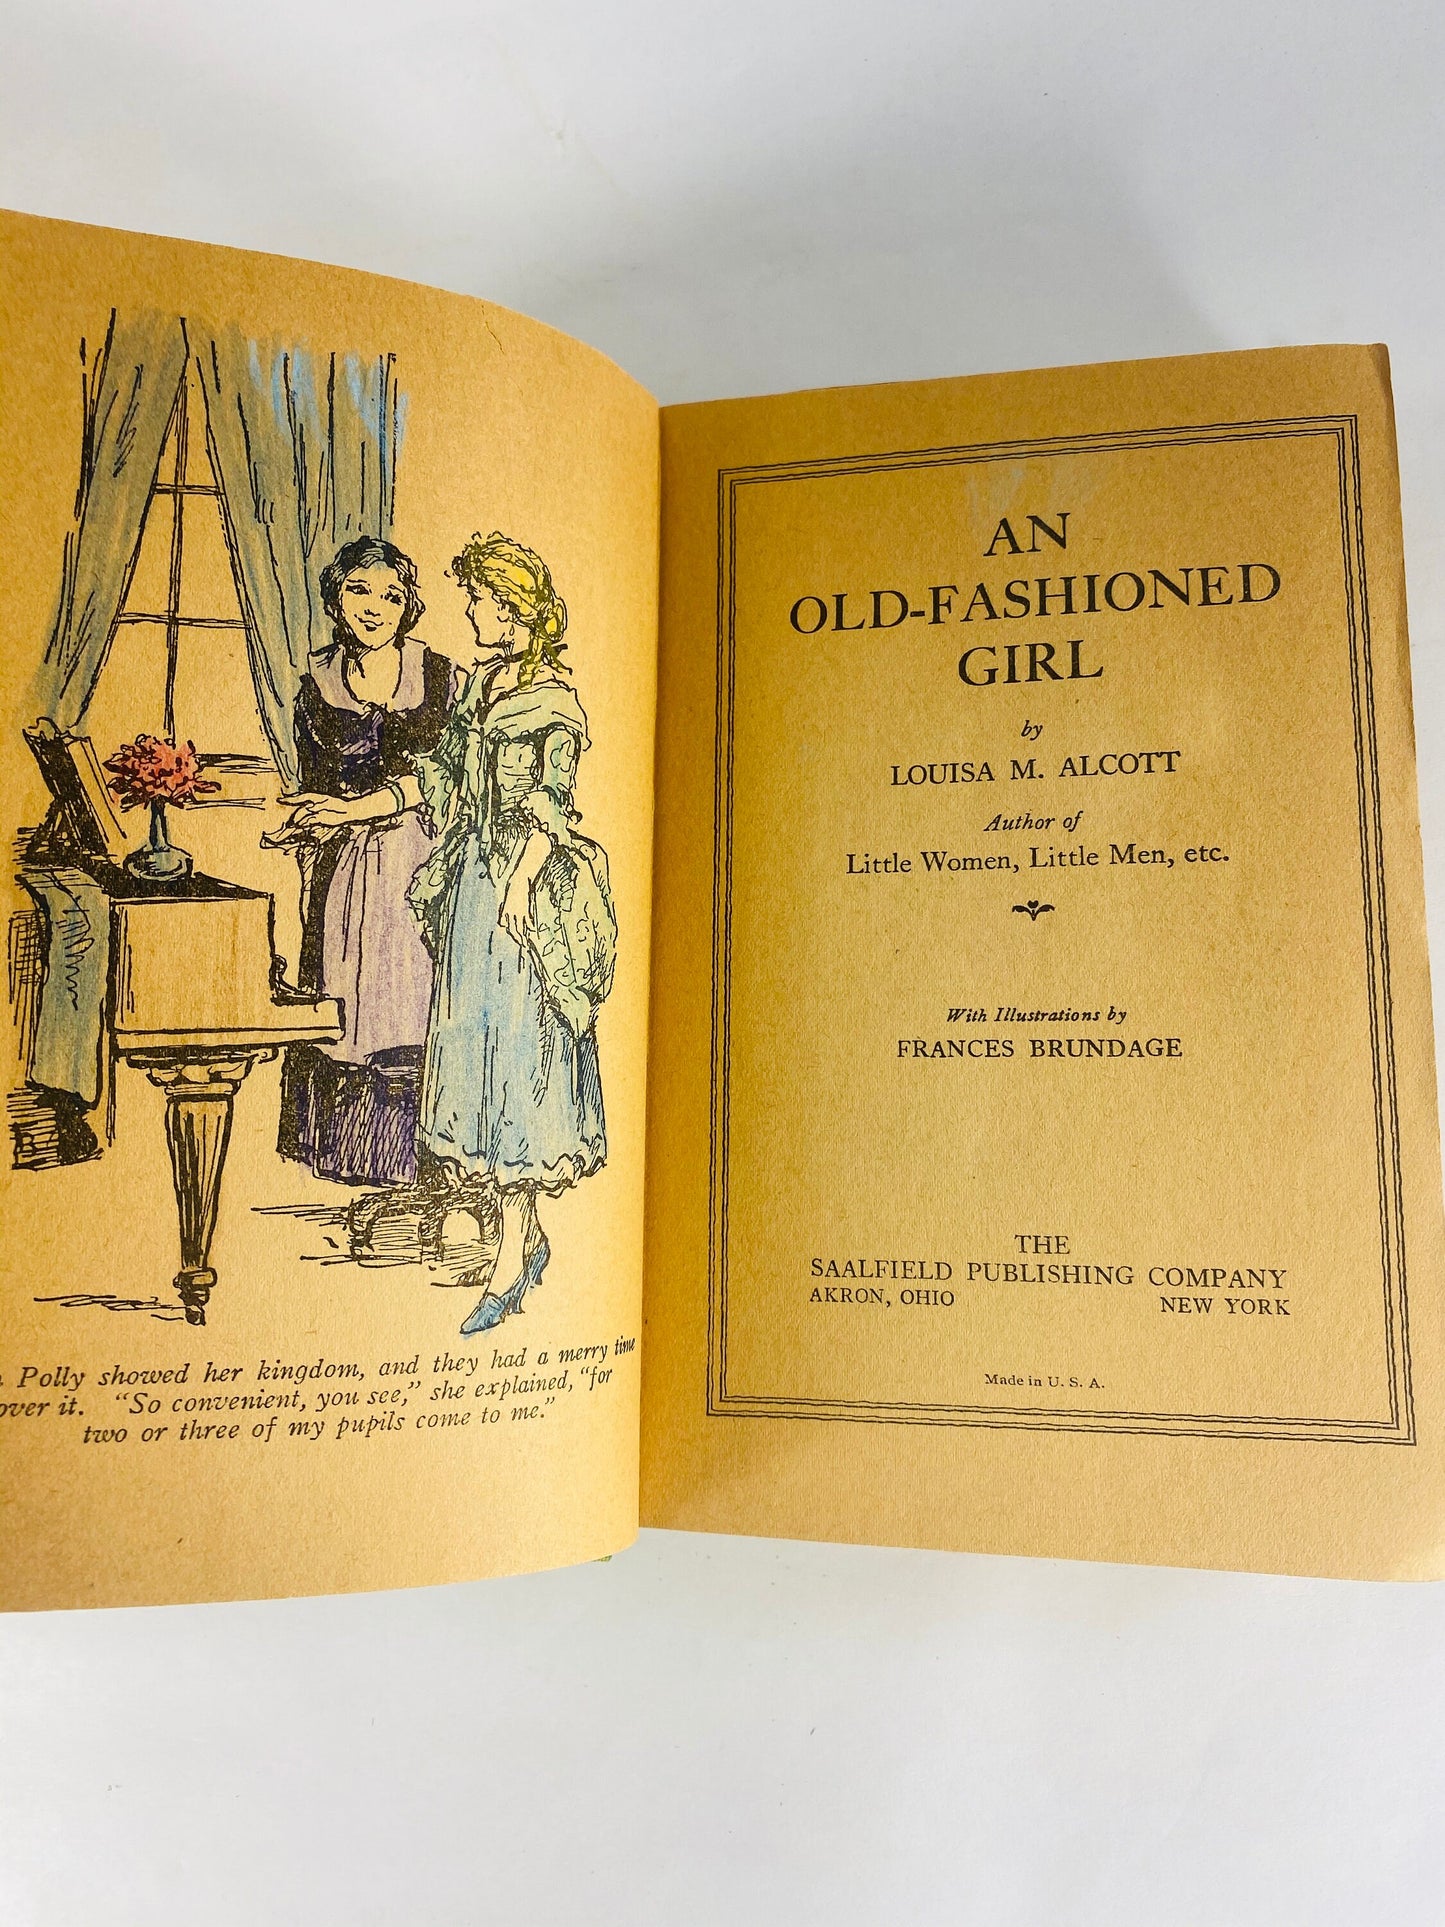 Polly showed her kingdom, and they had a merry time
over it. "So convenient, you see," she explained, "for
two or three of my pupils come to me."
AN
OLD-FASHIONED
GIRL
by
LOUISA M. ALCOTT
Author of
Little Women, Little Men, etc.
With Illustrations by
FRANCES BRUNDAGE
THE
SAALFIELD PUBLISHING COMPANY
AKRON, OHIO NEW YORK
Made in U. S. A.